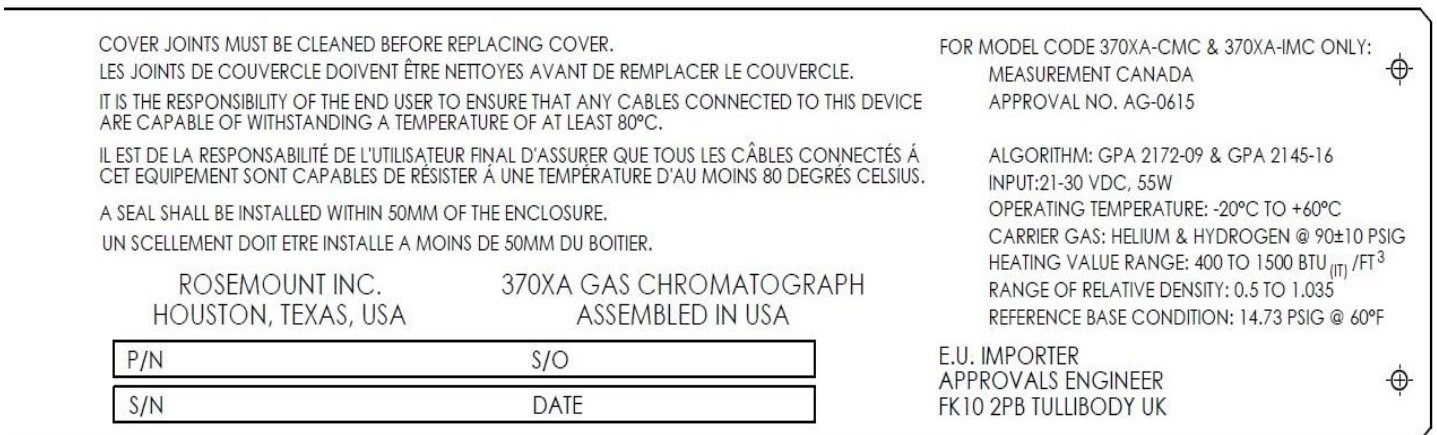 COVER JOINTS MUST BE CLEANED BEFORE REPLACING COVER.
LES JOINTS DE COUVERCLE DOIVENT ÊTRE NETTOYES AVANT DE REMPLACER LE COUVERCLE.
IT IS THE RESPONSIBILITY OF THE END USER TO ENSURE THAT ANY CABLES CONNECTED TO THIS DEVICE
ARE CAPABLE OF WITHSTANDING A TEMPERATURE OF AT LEAST 80°C.
IL EST DE LA RESPONSABILITÉ DE L'UTILISATEUR FINAL D'ASSURER QUE TOUS LES CÂBLES CONNECTÉS Á
CET EQUIPEMENT SONT CAPABLES DE RÉSISTER Á UNE TEMPÉRATURE D'AU MOINS 80 DEGRÉS CELSIUS.
A SEAL SHALL BE INSTALLED WITHIN 50MM OF THE ENCLOSURE.
UN SCELLEMENT DOIT ETRE INSTALLE A MOINS DE 50MM DU BOITIER.
ROSEMOUNT INC.
HOUSTON, TEXAS, USA
370XA GAS CHROMATOGRAPH
ASSEMBLED IN USA
P/N S/O
S/N DATE
FOR MODEL CODE 370XA-CMC & 370XA-IMC ONLY:
MEASUREMENT CANADA
APPROVAL NO. AG-0615
ALGORITHM: GPA 2172-09 & GPA 2145-16
INPUT:21-30 VDC, 55W
OPERATING TEMPERATURE: -20°C TO +60°C
CARRIER GAS: HELIUM & HYDROGEN @ 90±10 PSIG
HEATING VALUE RANGE: 400 TO 1500 BTU (IT) /FT³
RANGE OF RELATIVE DENSITY: 0.5 TO 1.035
REFERENCE BASE CONDITION: 14.73 PSIG @ 60°F
E.U. IMPORTER
APPROVALS ENGINEER
FK10 2PB TULLIBODY UK